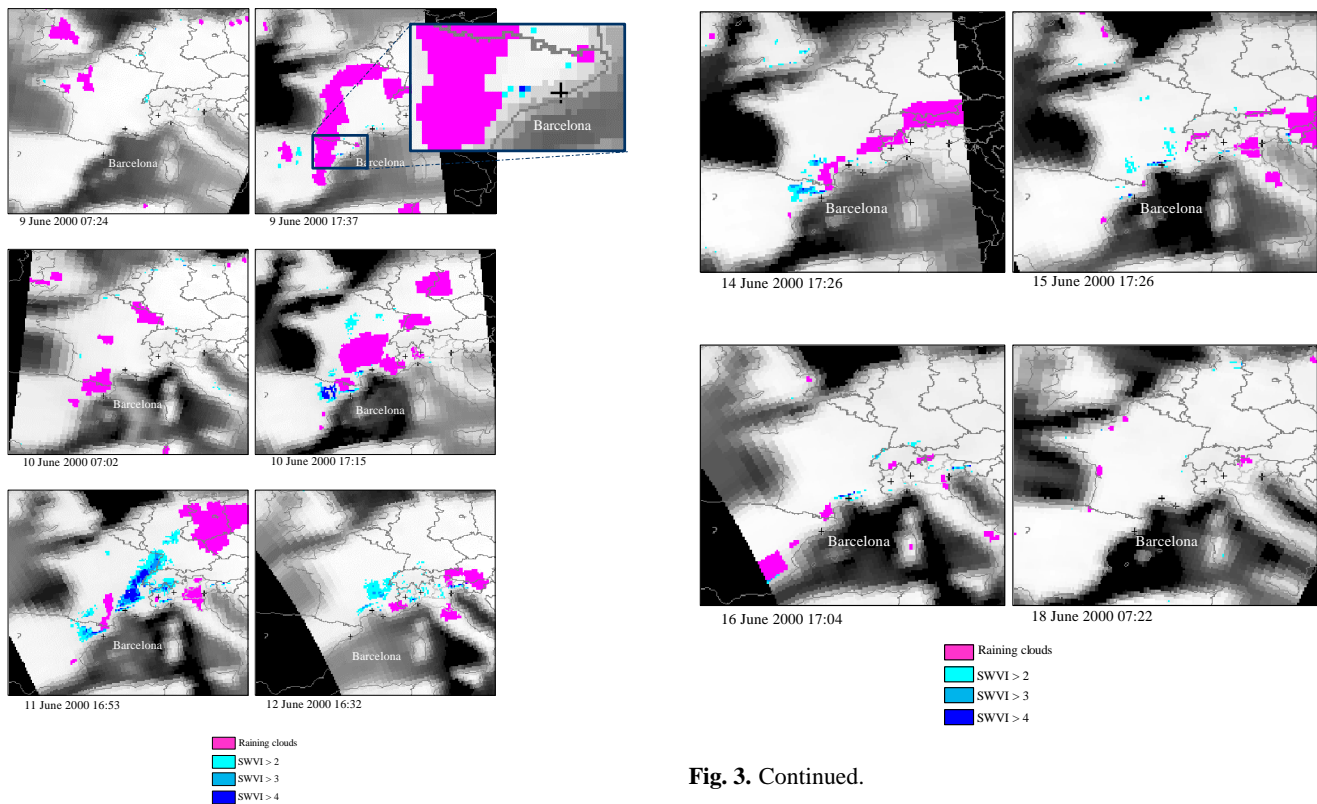 Barcelona
Barcelona
Barcelona
9 June 2000 07:24
9 June 2000 17:37
Barcelona
Barcelona
10 June 2000 07:02
10 June 2000 17:15
Barcelona
Barcelona
11 June 2000 16:53
12 June 2000 16:32
Raining clouds
SWVI > 2
SWVI > 3
SWVI > 4
Barcelona
Barcelona
14 June 2000 17:26
15 June 2000 17:26
Barcelona
Barcelona
16 June 2000 17:04
18 June 2000 07:22
Raining clouds
SWVI > 2
SWVI > 3
SWVI > 4
Fig. 3. Continued.